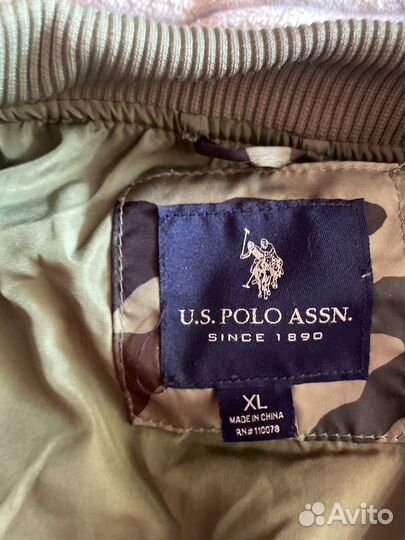 U.S. POLO ASSN.
SINCE 1890
XL
MADE IN CHINA
RN# 110078
Avito